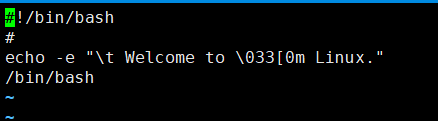 #!/bin/bash
#
echo -e "\t Welcome to \033[0m Linux."
/bin/bash
~
~